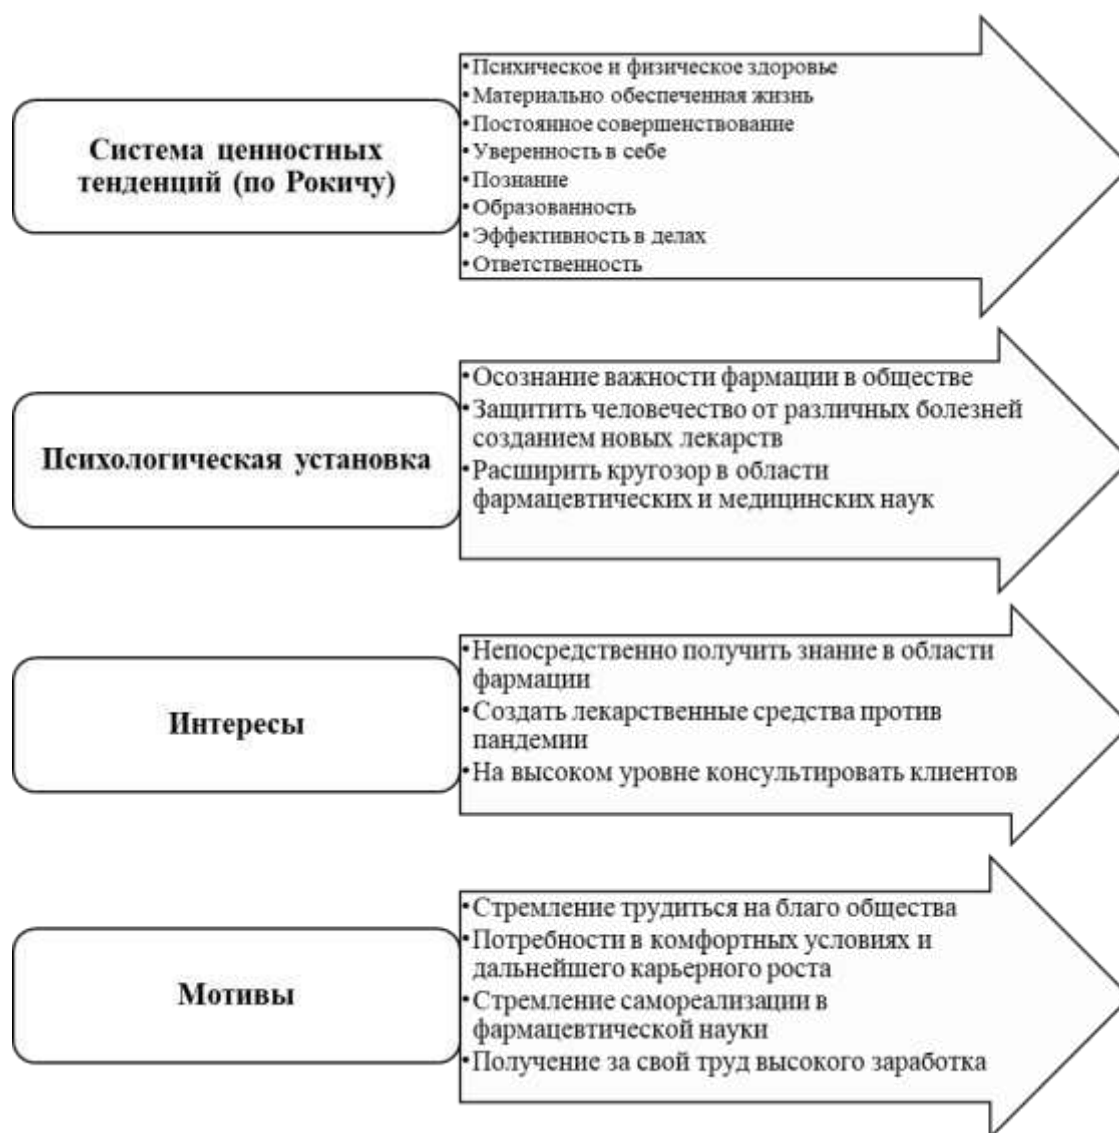 Система ценностных
тенденций (по Рокичу)
•Психическое и физическое здоровье
•Материально обеспеченная жизнь
•Постоянное совершенствование
•Уверенность в себе
•Познание
•Образованность
•Эффективность в делах
•Ответственность
Психологическая установка
•Осознание важности фармации в обществе
•Защитить человечество от различных болезней
созданием новых лекарств
•Расширить кругозор в области
фармацевтических и медицинских наук
Интересы
•Непосредственно получить знание в области
фармации
•Создать лекарственные средства против
пандемии
•На высоком уровне консультировать клиентов
Мотивы
•Стремление трудиться на благо общества
•Потребности в комфортных условиях и
дальнейшего карьерного роста
•Стремление самореализации в
фармацевтической науки
•Получение за свой труд высокого заработка